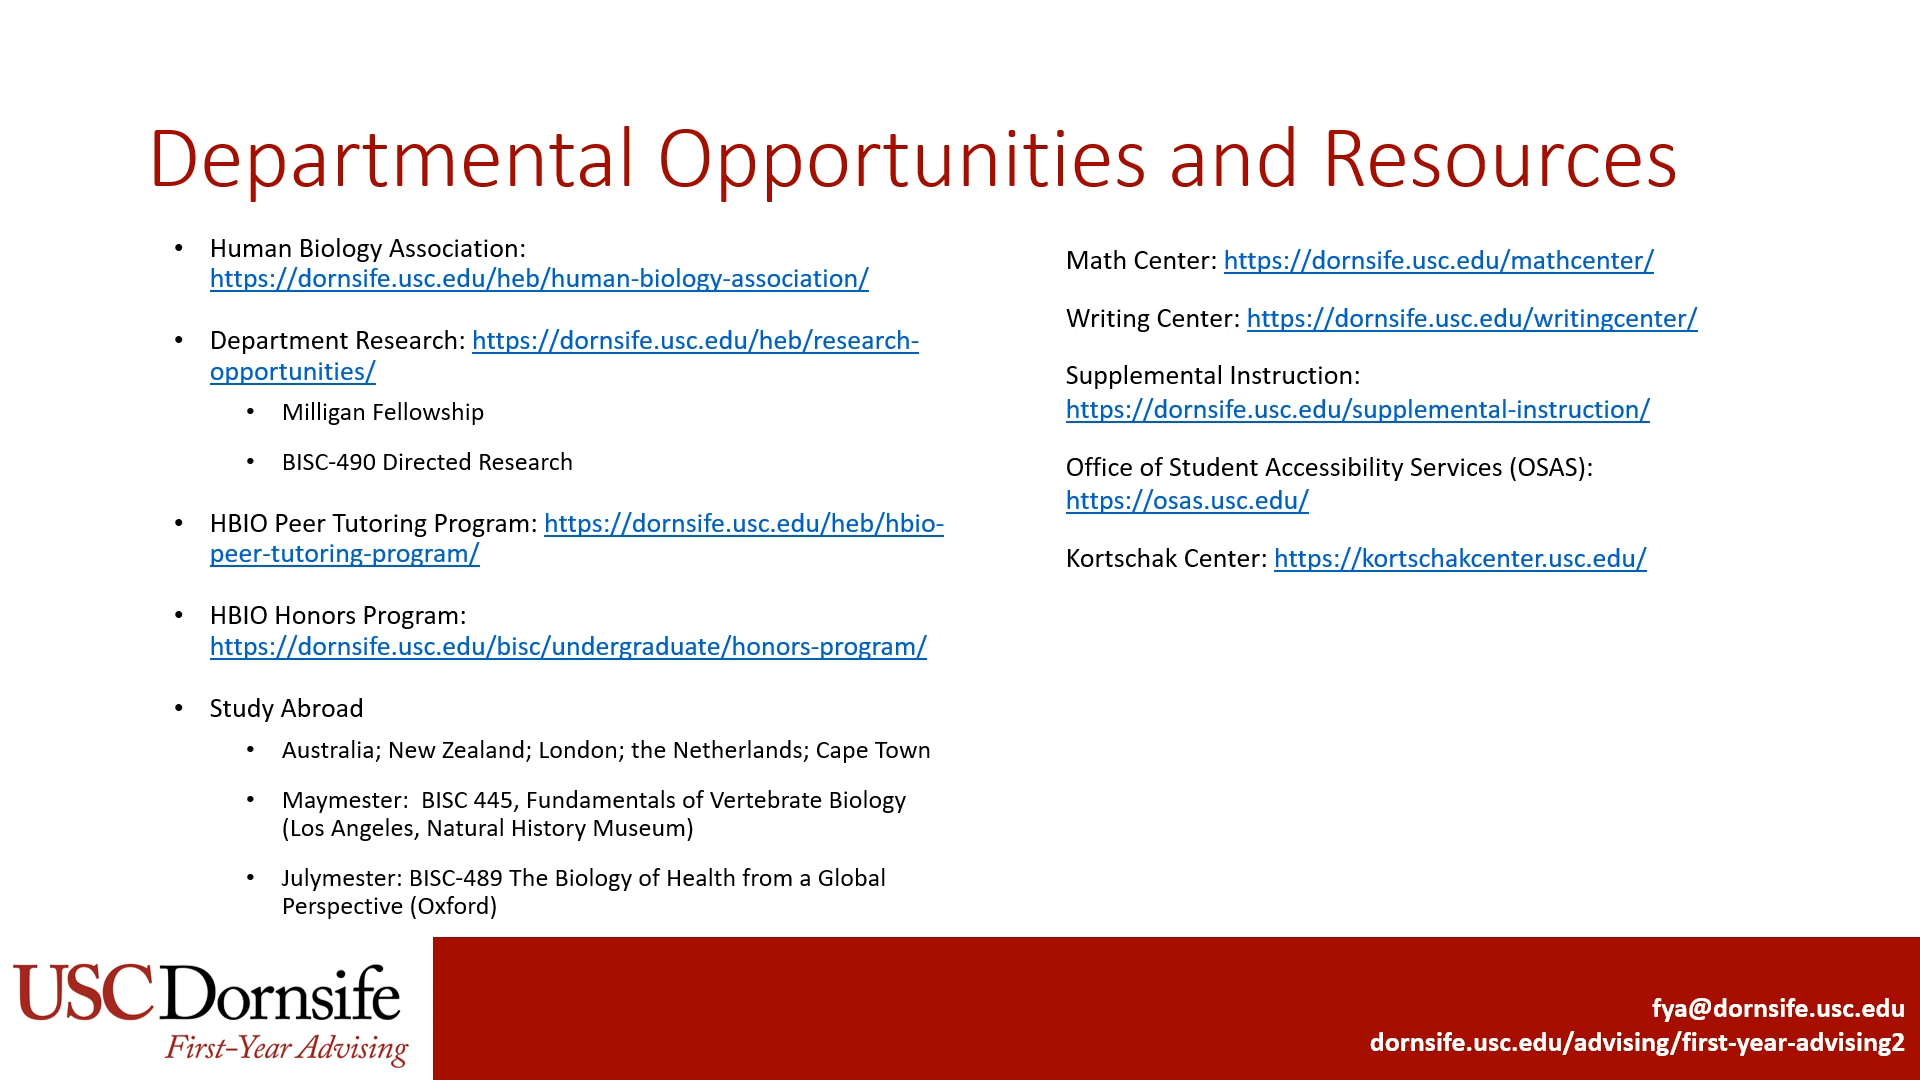 Departmental Opportunities and Resources
• Human Biology Association:
https://dornsife.usc.edu/heb/human-biology-association/
• Department Research: https://dornsife.usc.edu/heb/research-
opportunities/
• Milligan Fellowship
• BISC-490 Directed Research
• HBIO Peer Tutoring Program: https://dornsife.usc.edu/heb/hbio-
peer-tutoring-program/
• HBIO Honors Program:
https://dornsife.usc.edu/bisc/undergraduate/honors-program/
• Study Abroad
• Australia; New Zealand; London; the Netherlands; Cape Town
• Maymester:  BISC 445, Fundamentals of Vertebrate Biology
(Los Angeles, Natural History Museum)
• Julymester: BISC-489 The Biology of Health from a Global
Perspective (Oxford)
Math Center: https://dornsife.usc.edu/mathcenter/
Writing Center: https://dornsife.usc.edu/writingcenter/
Supplemental Instruction:
https://dornsife.usc.edu/supplemental-instruction/
Office of Student Accessibility Services (OSAS):
https://osas.usc.edu/
Kortschak Center: https://kortschakcenter.usc.edu/
USC Dornsife
First-Year Advising
fya@dornsife.usc.edu
dornsife.usc.edu/advising/first-year-advising2